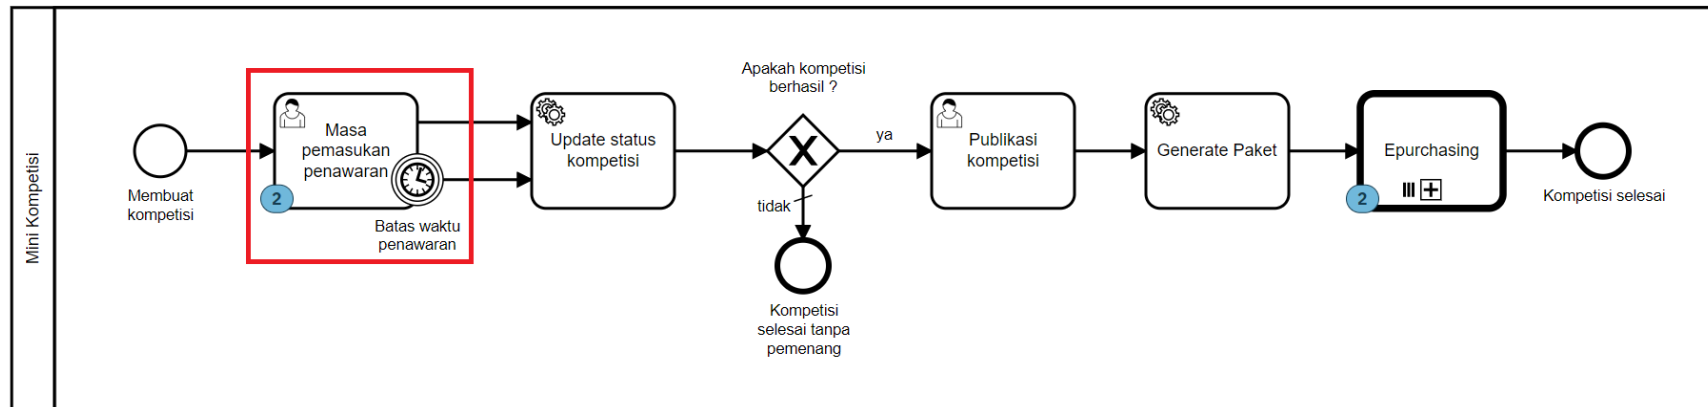 Mini Kompetisi
Membuat
kompetisi
Masa
pemasukan
penawaran
2
Batas waktu
penawaran
Update status
kompetisi
Apakah kompetisi
berhasil ?
X
ya
tidak
Kompetisi
selesai tanpa
pemenang
Publikasi
kompetisi
Generate Paket
Epurchasing
2
Kompetisi selesai